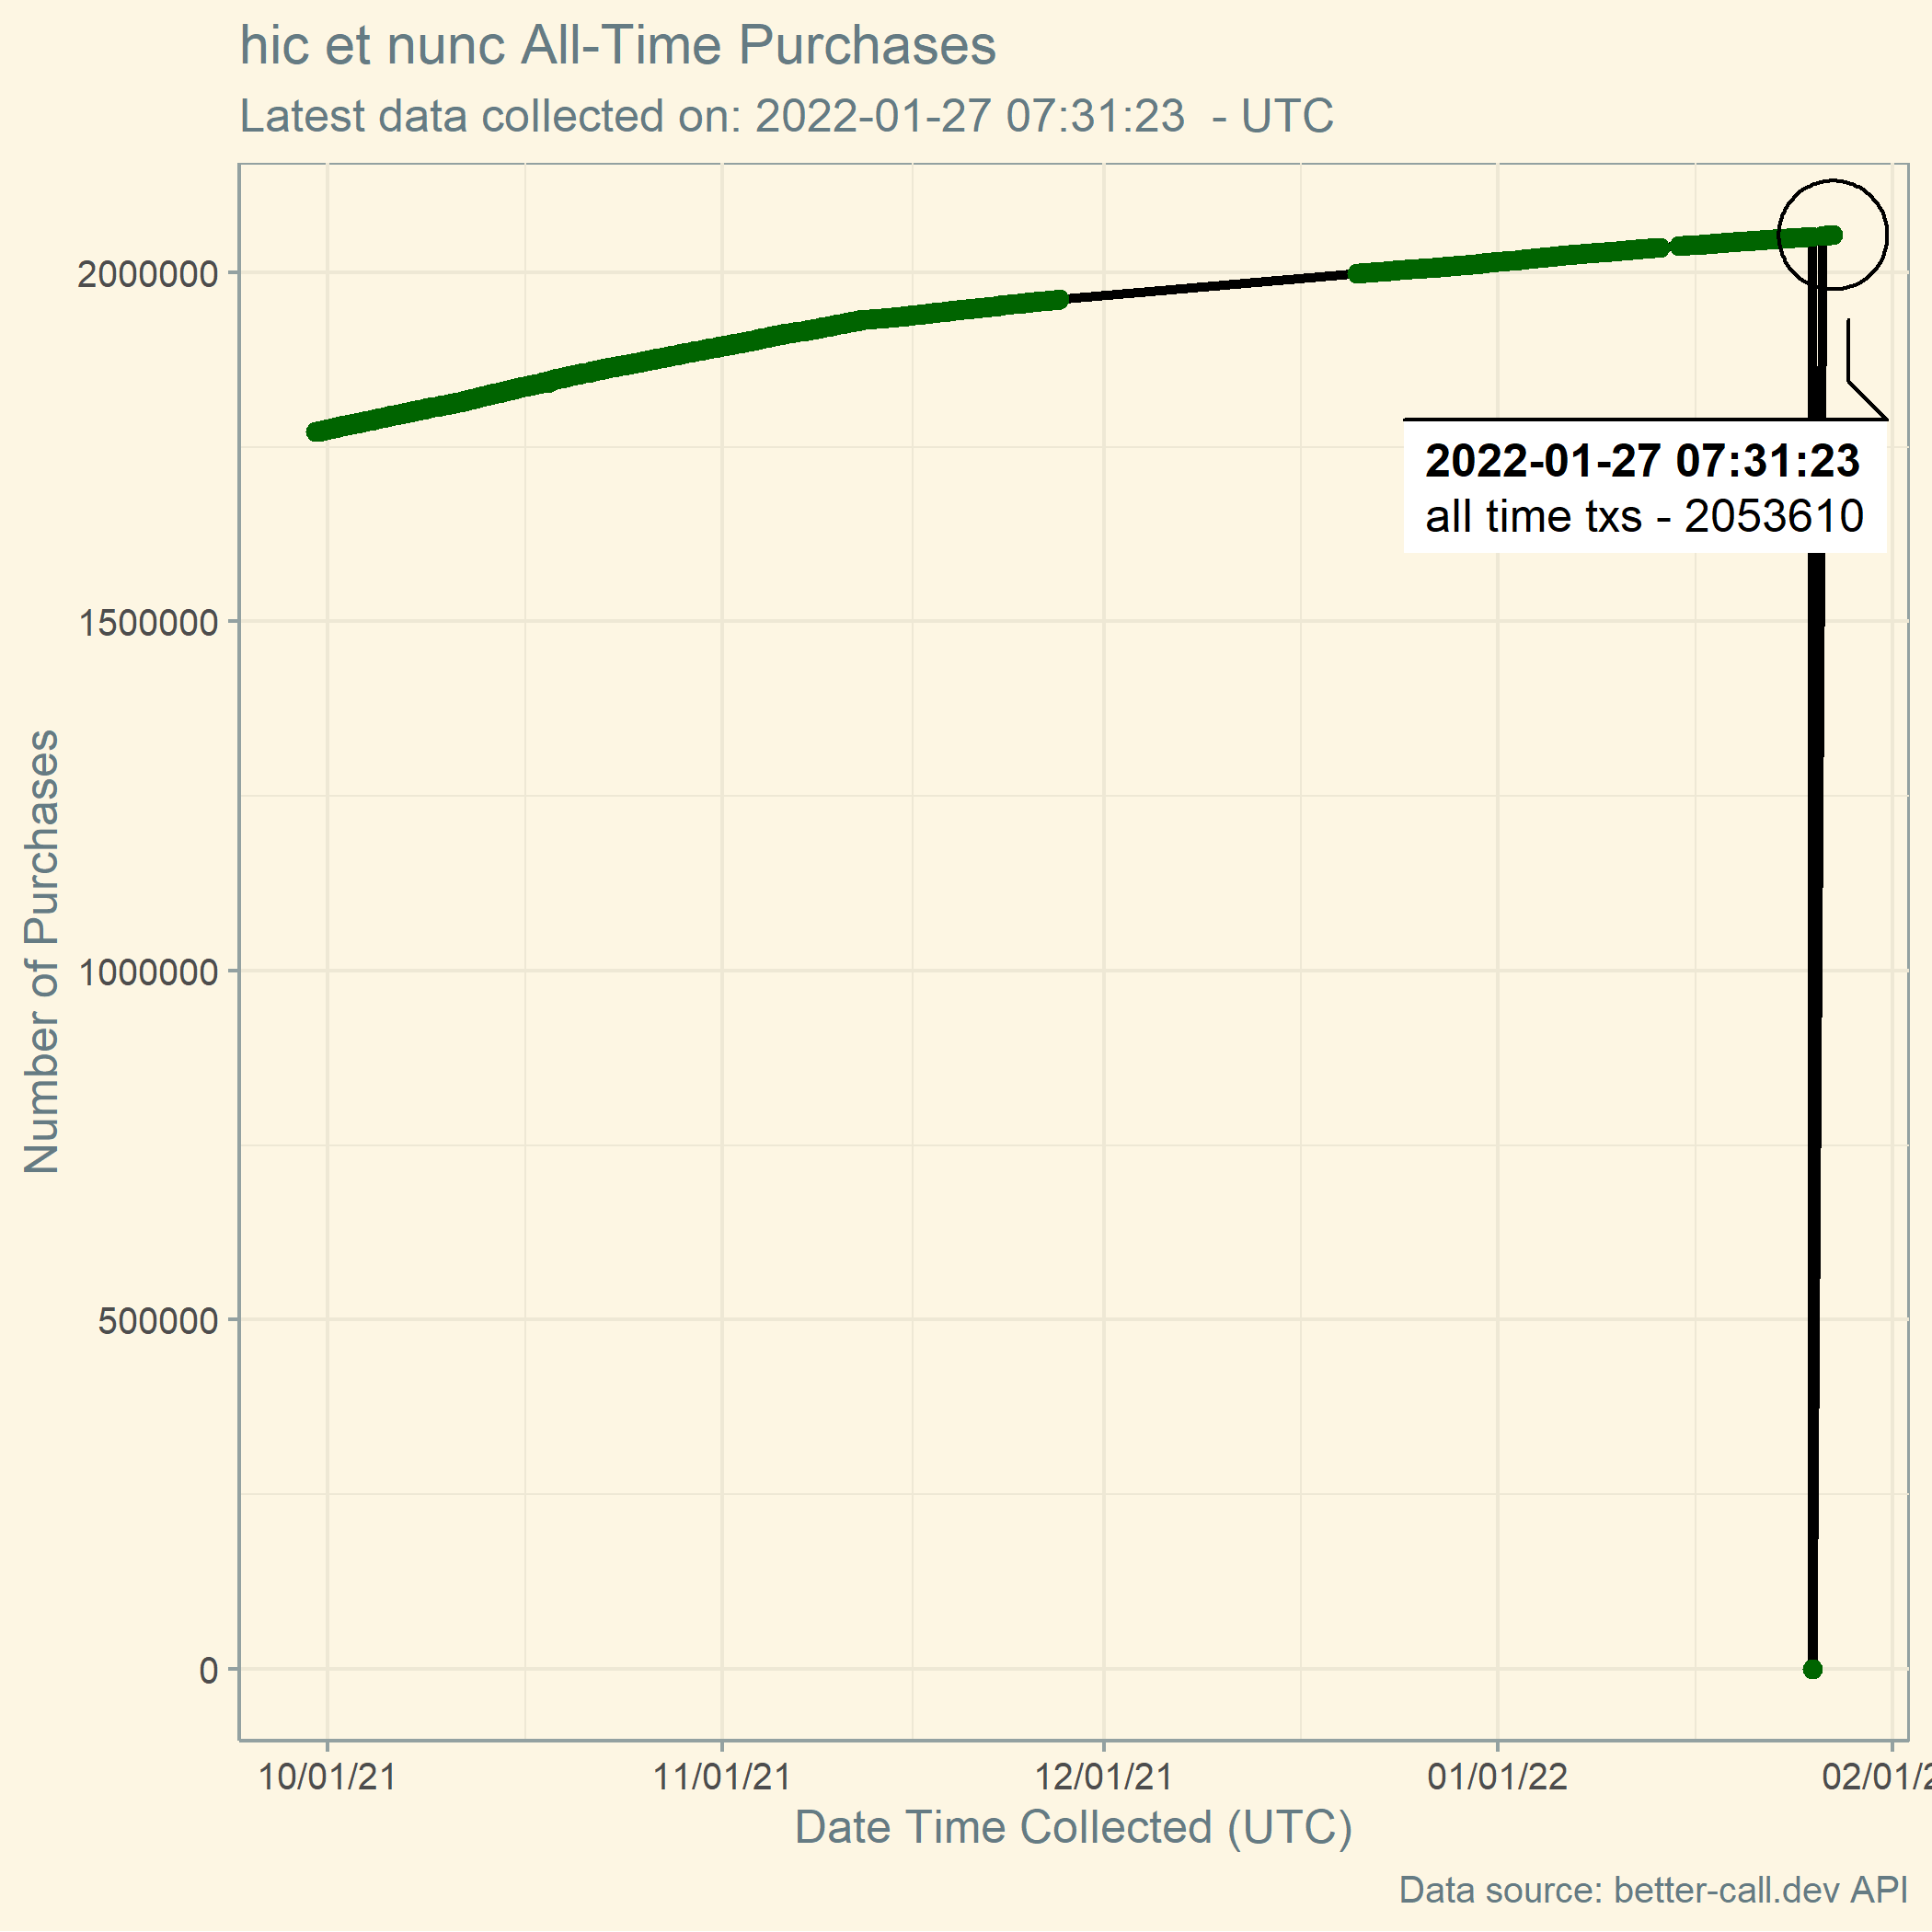 hic et nunc All-Time Purchases
Latest data collected on: 2022-01-27 07:31:23 - UTC
Number of Purchases
2000000
1500000
1000000
500000
0
2022-01-27 07:31:23
all time txs - 2053610
10/01/21
11/01/21
12/01/21
01/01/22
02/01/2
Date Time Collected (UTC)
Data source: better-call.dev API